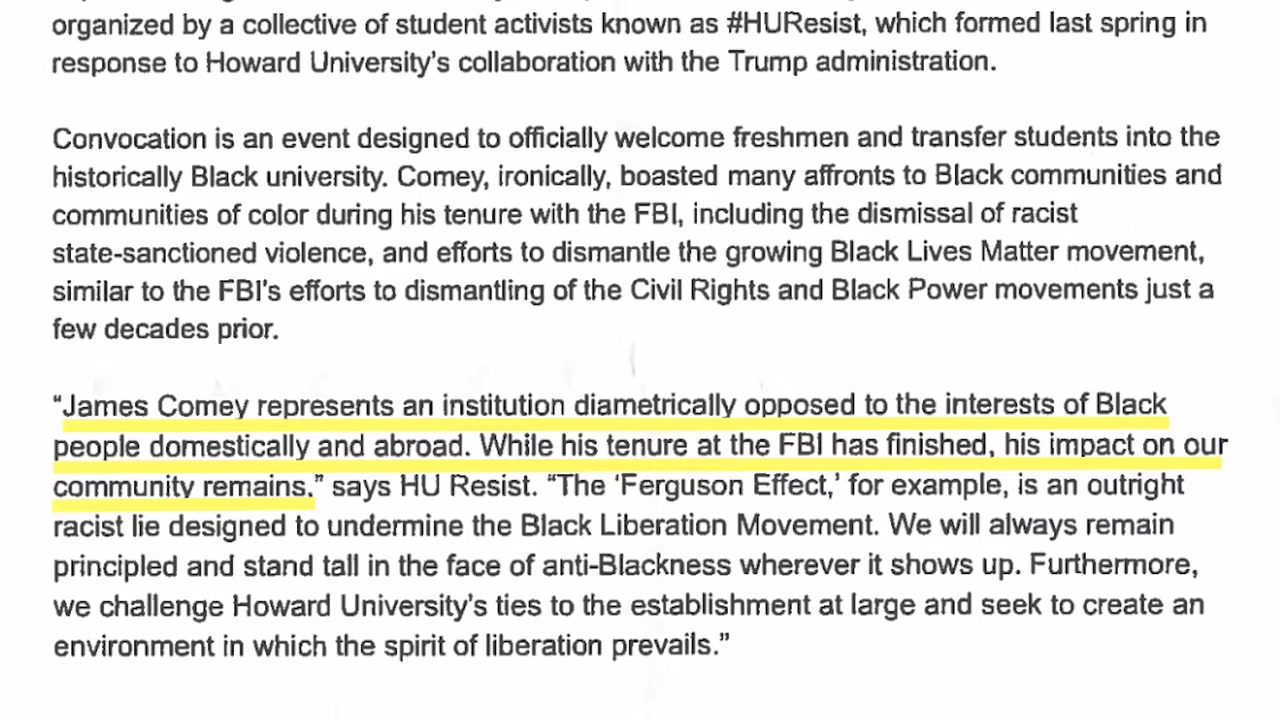 organized by a collective of student activists known as #HUResist, which formed last spring in
response to Howard University's collaboration with the Trump administration.
Convocation is an event designed to officially welcome freshmen and transfer students into the
historically Black university. Comey, ironically, boasted many affronts to Black communities and
communities of color during his tenure with the FBI, including the dismissal of racist
state-sanctioned violence, and efforts to dismantle the growing Black Lives Matter movement,
similar to the FBI's efforts to dismantling of the Civil Rights and Black Power movements just a
few decades prior.
"James Comey represents an institution diametrically opposed to the interests of Black
people domestically and abroad. While his tenure at the FBI has finished, his impact on our
community remains." says HU Resist. "The 'Ferguson Effect,' for example, is an outright
racist lie designed to undermine the Black Liberation Movement. We will always remain
principled and stand tall in the face of anti-Blackness wherever it shows up. Furthermore,
we challenge Howard University's ties to the establishment at large and seek to create an
environment in which the spirit of liberation prevails."